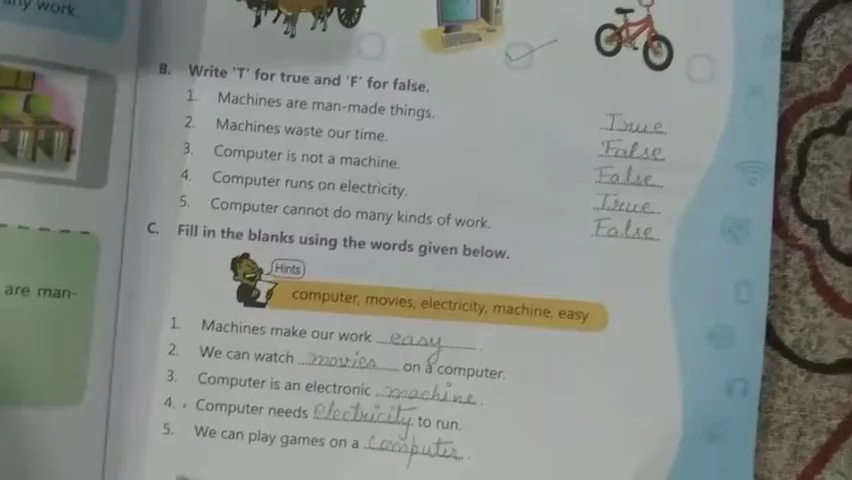 any work.
B. Write 'T' for true and 'F' for false.
1. Machines are man-made things. True
2. Machines waste our time. False
3. Computer is not a machine. False
4. Computer runs on electricity. True
5. Computer cannot do many kinds of work. False
C. Fill in the blanks using the words given below.
Hints
computer, movies, electricity, machine, easy
are man-
1. Machines make our work easy.
2. We can watch movies on a computer.
3. Computer is an electronic machine.
4. Computer needs electricity to run.
5. We can play games on a computer.